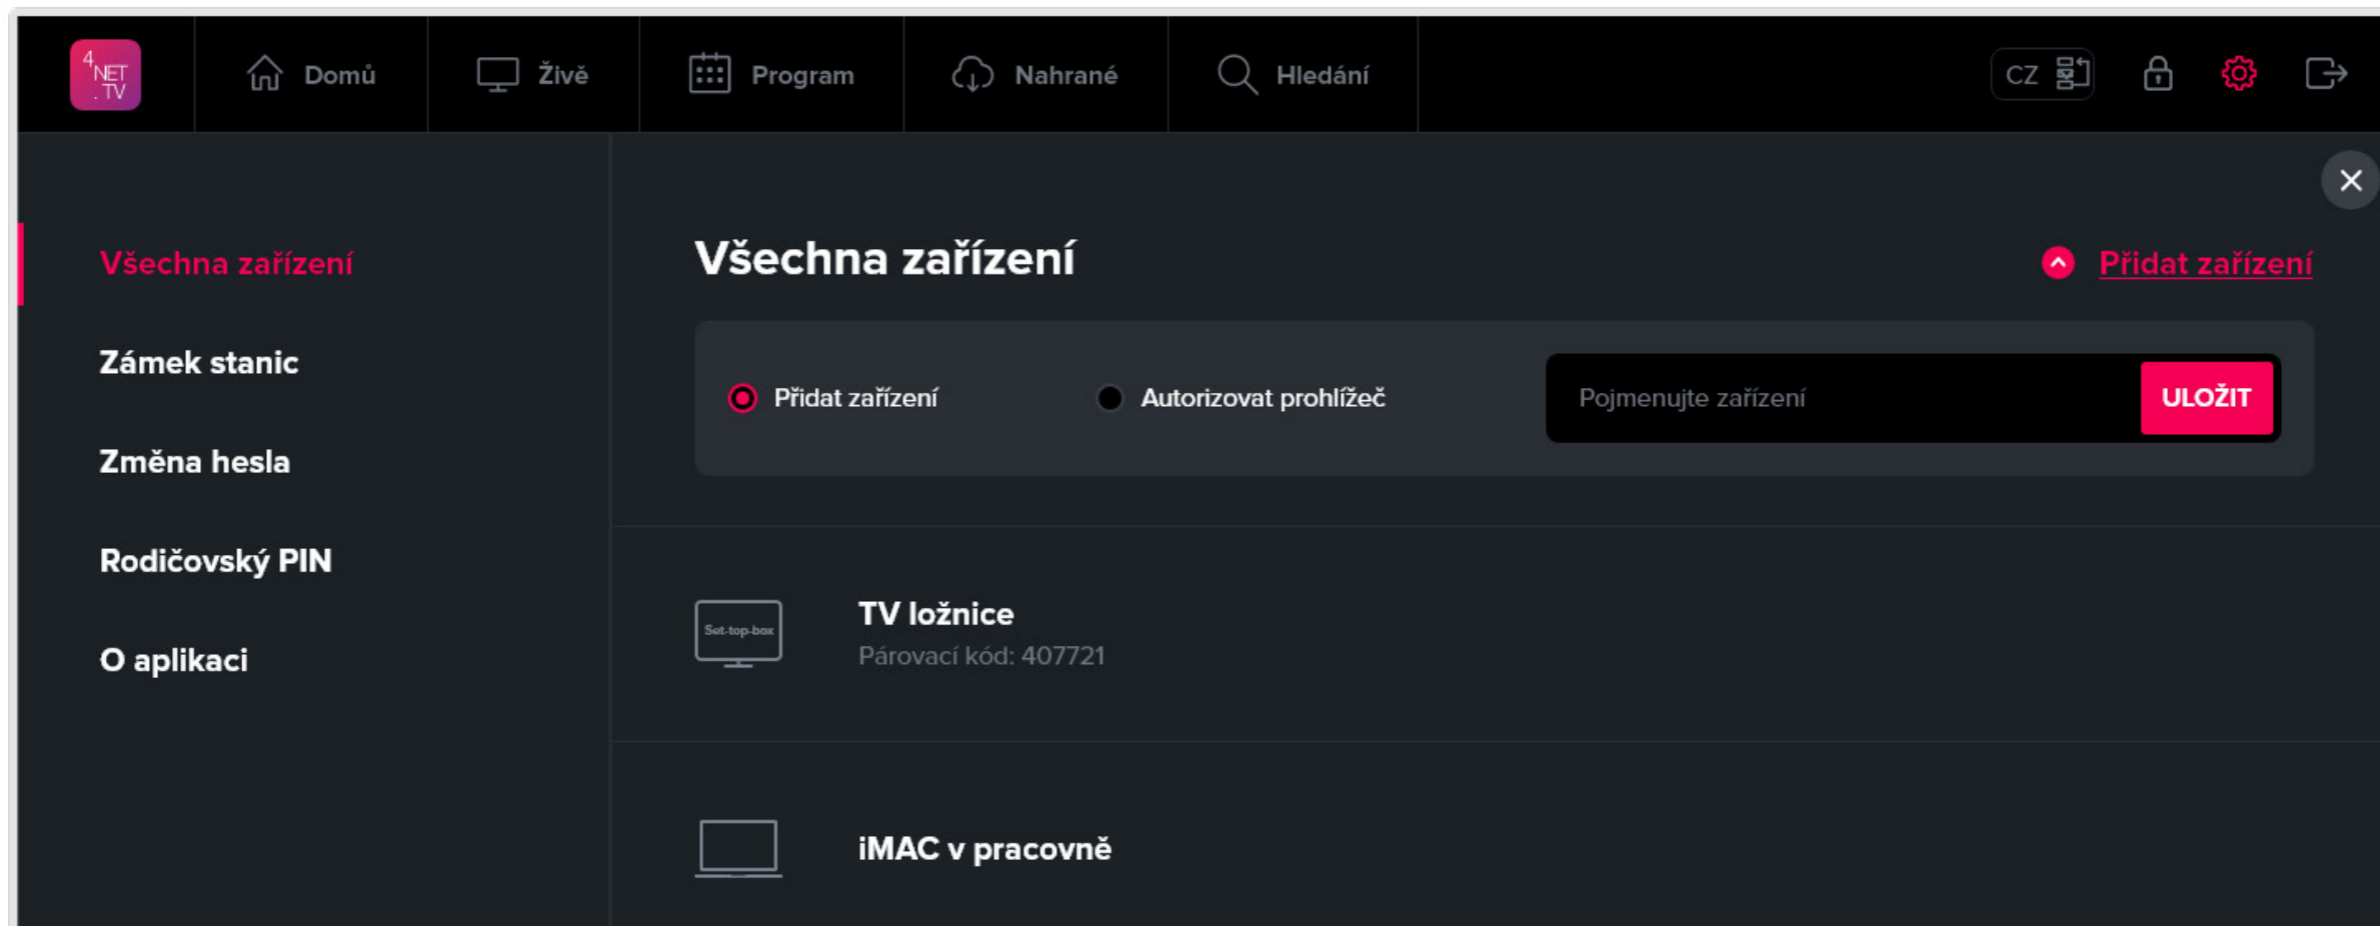 4
NET
.TV
Domů
Živě
Program
Nahrané
Hledání
CZ
Všechna zařízení
Zámek stanic
Změna hesla
Rodičovský PIN
O aplikaci
Všechna zařízení
Přidat zařízení
Přidat zařízení
Autorizovat prohlížeč
Pojmenujte zařízení
ULOŽIT
Set-top-box
TV ložnice
Párovací kód: 407721
iMAC v pracovně